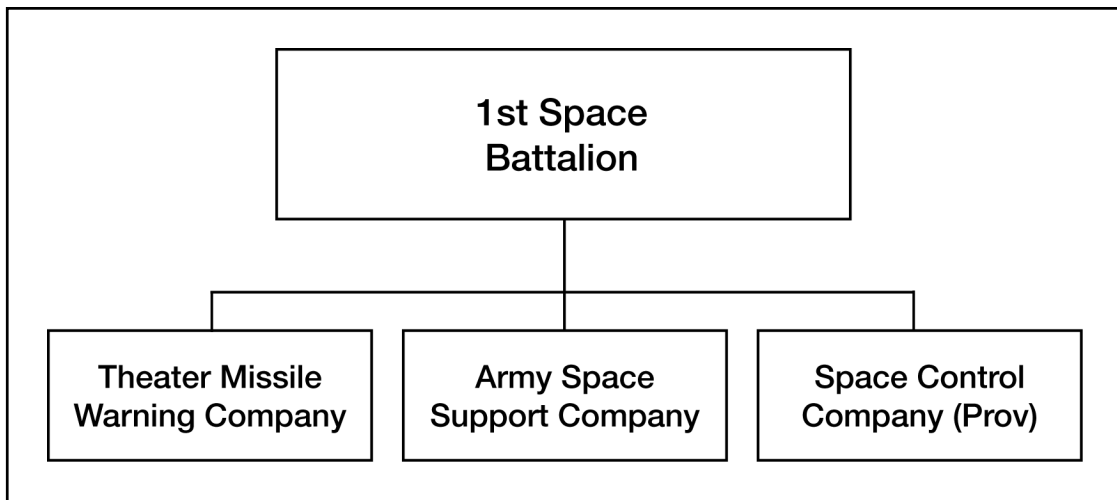 1st Space
Battalion
Theater Missile
Warning Company
Army Space
Support Company
Space Control
Company (Prov)